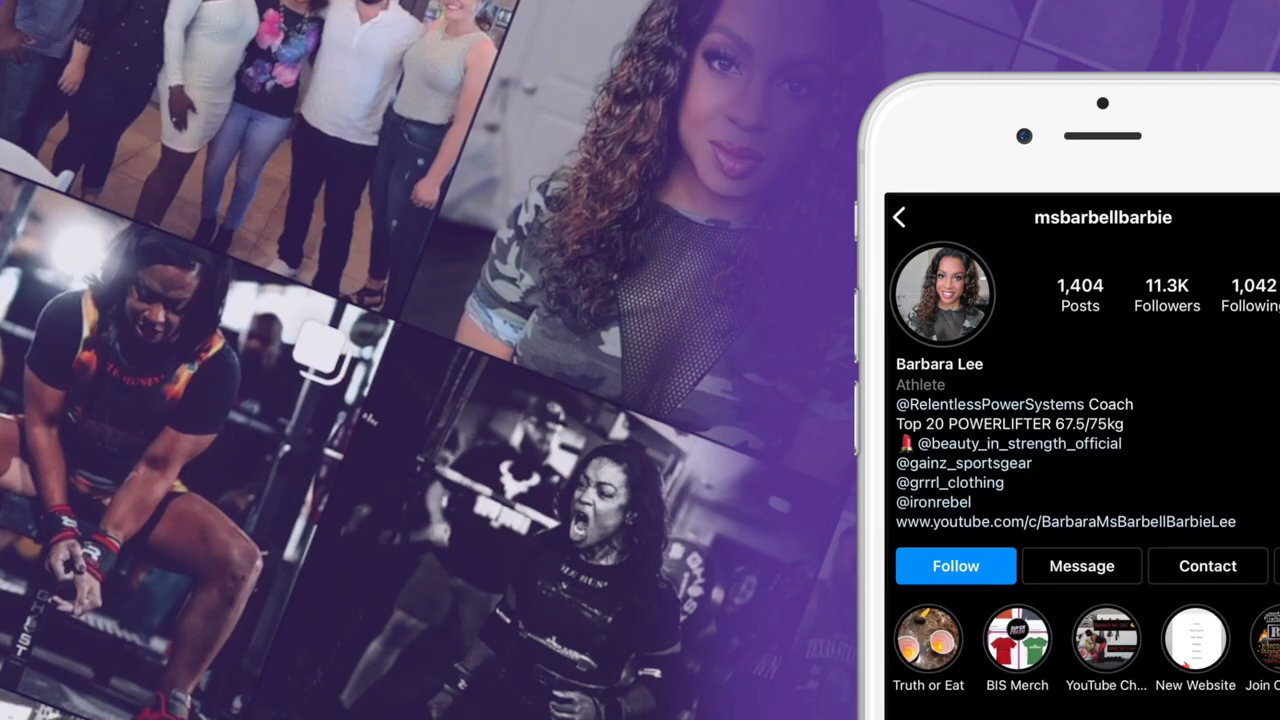 msbarbellbarbie
1,404
11.3K
1,042
Posts
Followers
Following
Barbara Lee
Athlete
@RelentlessPowerSystems Coach
Top 20 POWERLIFTER 67.5/75kg
💄 @beauty_in_strength_official
@gainz_sportsgear
@grrrl_clothing
@ironrebel
www.youtube.com/c/BarbaraMsBarbellBarbieLee
Follow
Message
Contact
Truth or Eat
BIS Merch
YouTube Ch...
New Website
Join
GHOST